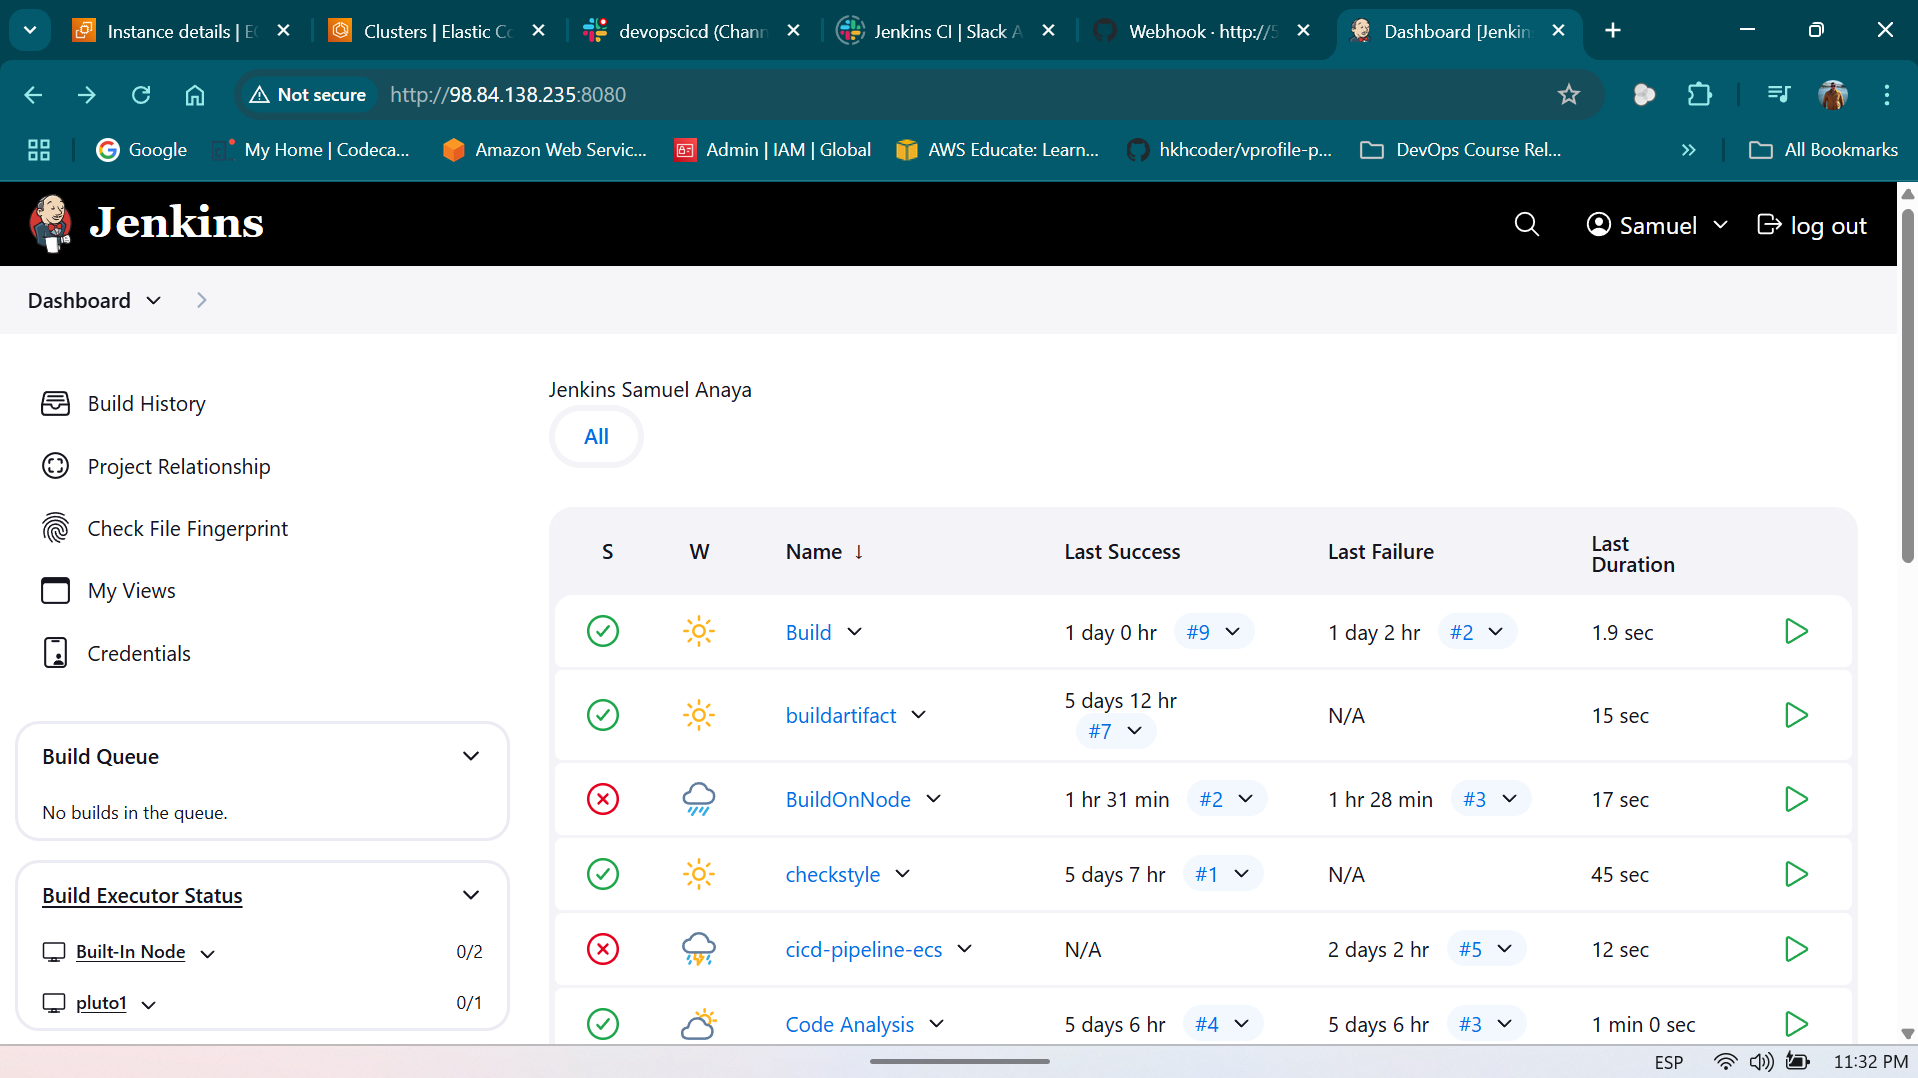 Instance details | EC
Clusters | Elastic Co
devopscicd (Chann
Jenkins CI | Slack A
Webhook · http://5
Dashboard [Jenkin
Not secure
http://98.84.138.235:8080
Google
My Home | Codeca...
Amazon Web Servic...
Admin | IAM | Global
AWS Educate: Learn...
hkhcoder/vprofile-p...
DevOps Course Rel...
»
All Bookmarks
Jenkins
Samuel
log out
Dashboard
Build History
Project Relationship
Check File Fingerprint
My Views
Credentials
Build Queue
No builds in the queue.
Build Executor Status
Built-In Node 0/2
pluto1 0/1
Jenkins Samuel Anaya
All
S W Name ↓ Last Success Last Failure Last Duration
Build 1 day 0 hr #9 1 day 2 hr #2 1.9 sec
buildartifact 5 days 12 hr #7 N/A 15 sec
BuildOnNode 1 hr 31 min #2 1 hr 28 min #3 17 sec
checkstyle 5 days 7 hr #1 N/A 45 sec
cicd-pipeline-ecs N/A 2 days 2 hr #5 12 sec
Code Analysis 5 days 6 hr #4 5 days 6 hr #3 1 min 0 sec
ESP
11:32 PM